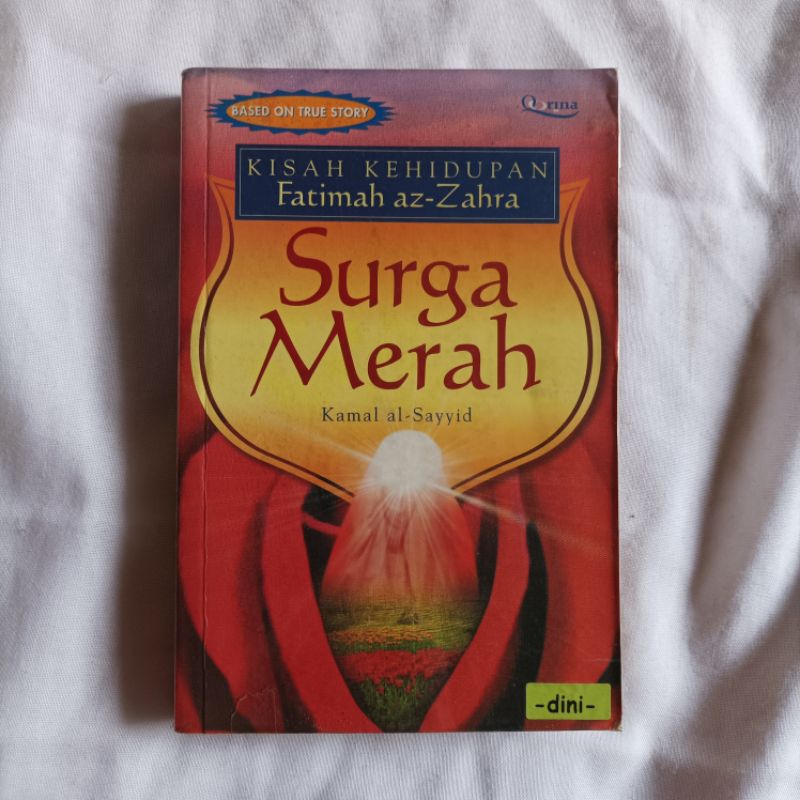 BASED ON TRUE STORY
Qorina
KISAH KEHIDUPAN
Fatimah az-Zahra
Surga
Merah
Kamal al-Sayyid
-dini-